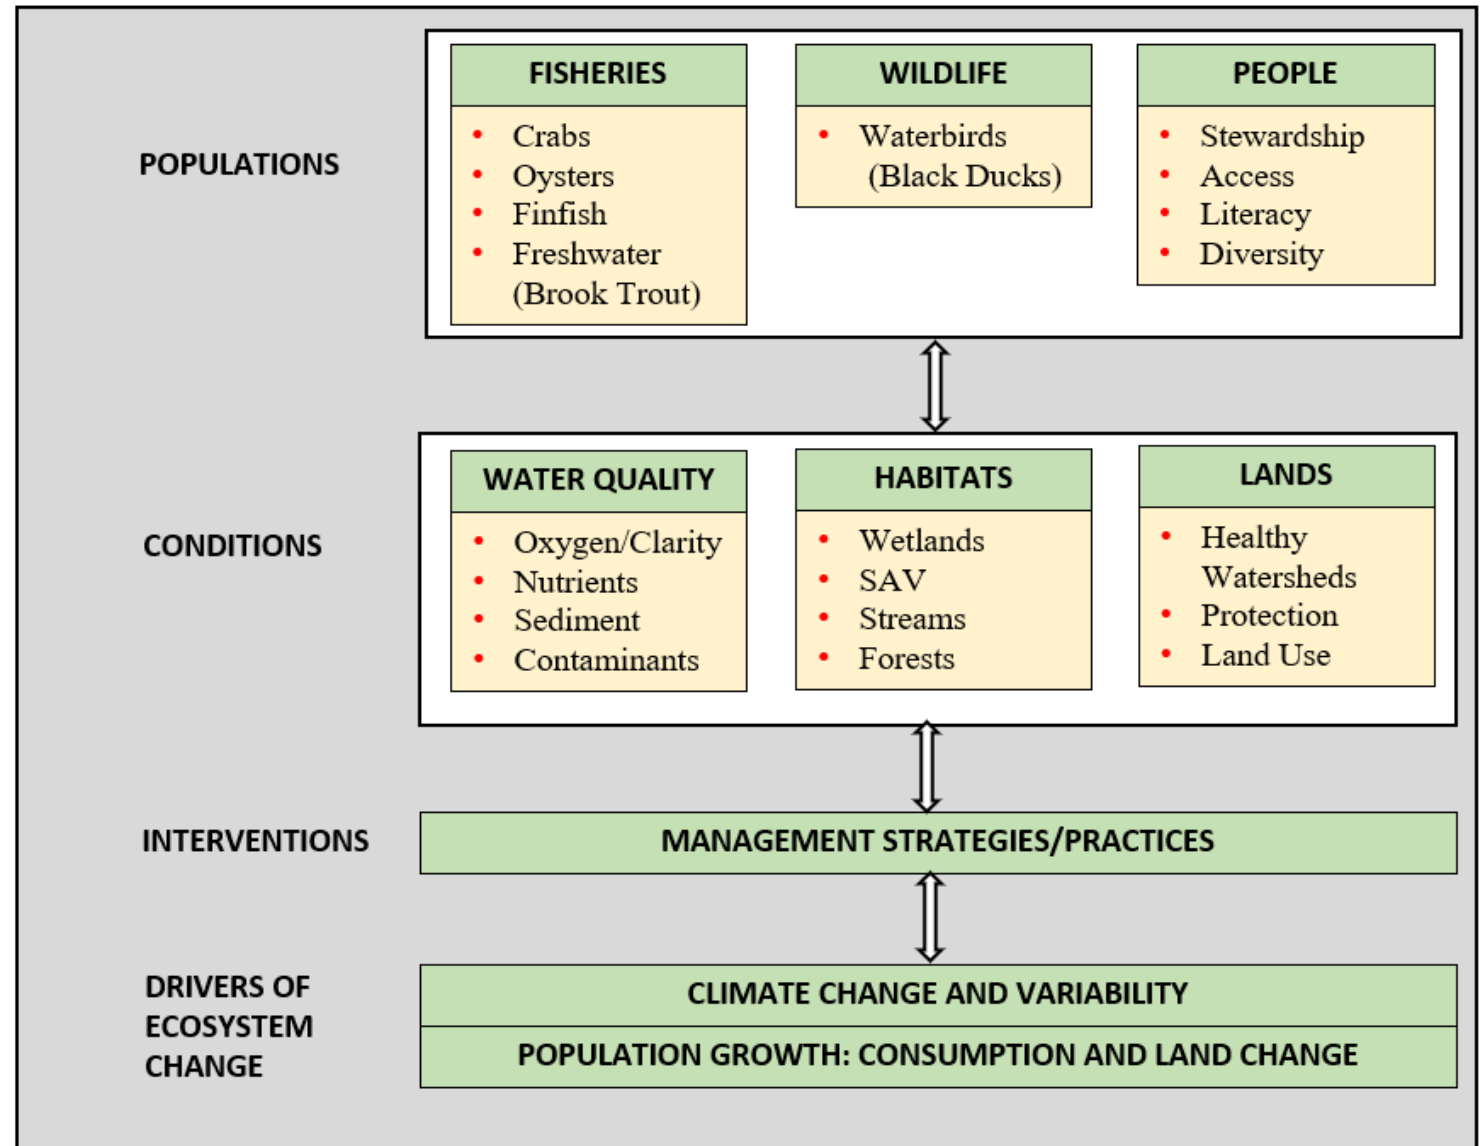 POPULATIONS
FISHERIES
• Crabs
• Oysters
• Finfish
• Freshwater
(Brook Trout)
WILDLIFE
• Waterbirds
(Black Ducks)
PEOPLE
• Stewardship
• Access
• Literacy
• Diversity
CONDITIONS
WATER QUALITY
• Oxygen/Clarity
• Nutrients
• Sediment
• Contaminants
HABITATS
• Wetlands
• SAV
• Streams
• Forests
LANDS
• Healthy
Watersheds
• Protection
• Land Use
INTERVENTIONS
MANAGEMENT STRATEGIES/PRACTICES
DRIVERS OF
ECOSYSTEM
CHANGE
CLIMATE CHANGE AND VARIABILITY
POPULATION GROWTH: CONSUMPTION AND LAND CHANGE